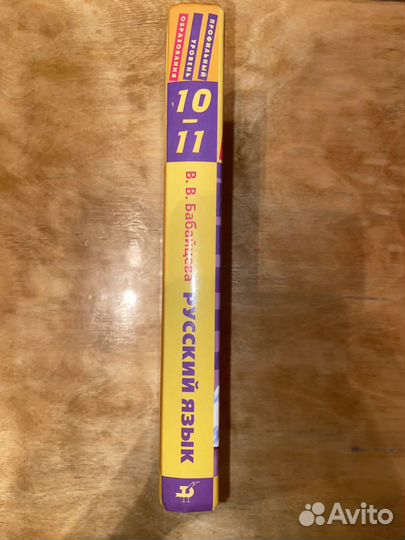 ПРОФИЛЬНЫЙ
УРОВЕНЬ
ОБРАЗОВАНИЯ
10
–
11
В. В. Бабайцева
РУССКИЙ ЯЗЫК
Avito